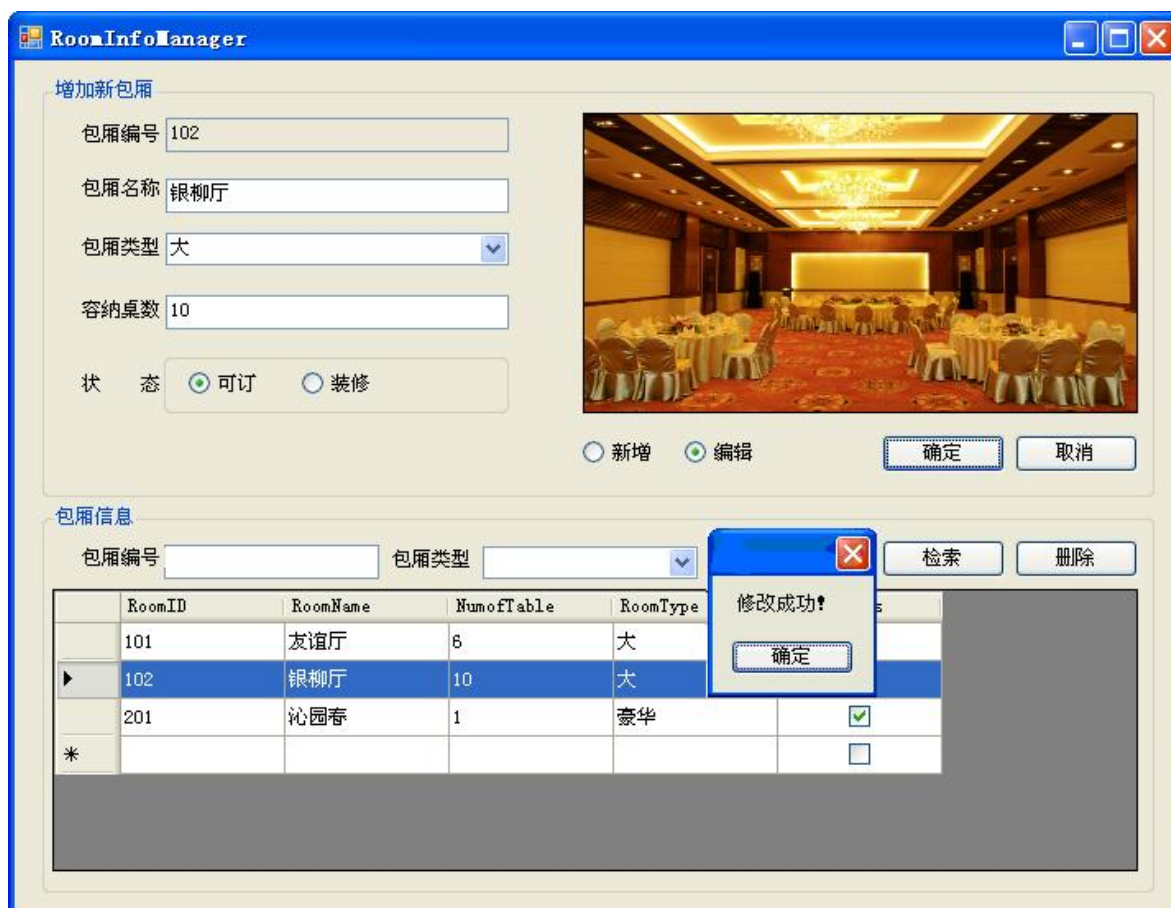 RoomInfoManager
增加新包厢
包厢编号 102
包厢名称 银柳厅
包厢类型 大
容纳桌数 10
状 态 可订 装修
新增 编辑 确定 取消
包厢信息
包厢编号 包厢类型 检索 删除
RoomID RoomName NumofTable RoomType s
101 友谊厅 6 大
102 银柳厅 10 大
201 沁园春 1 豪华
修改成功!
确定